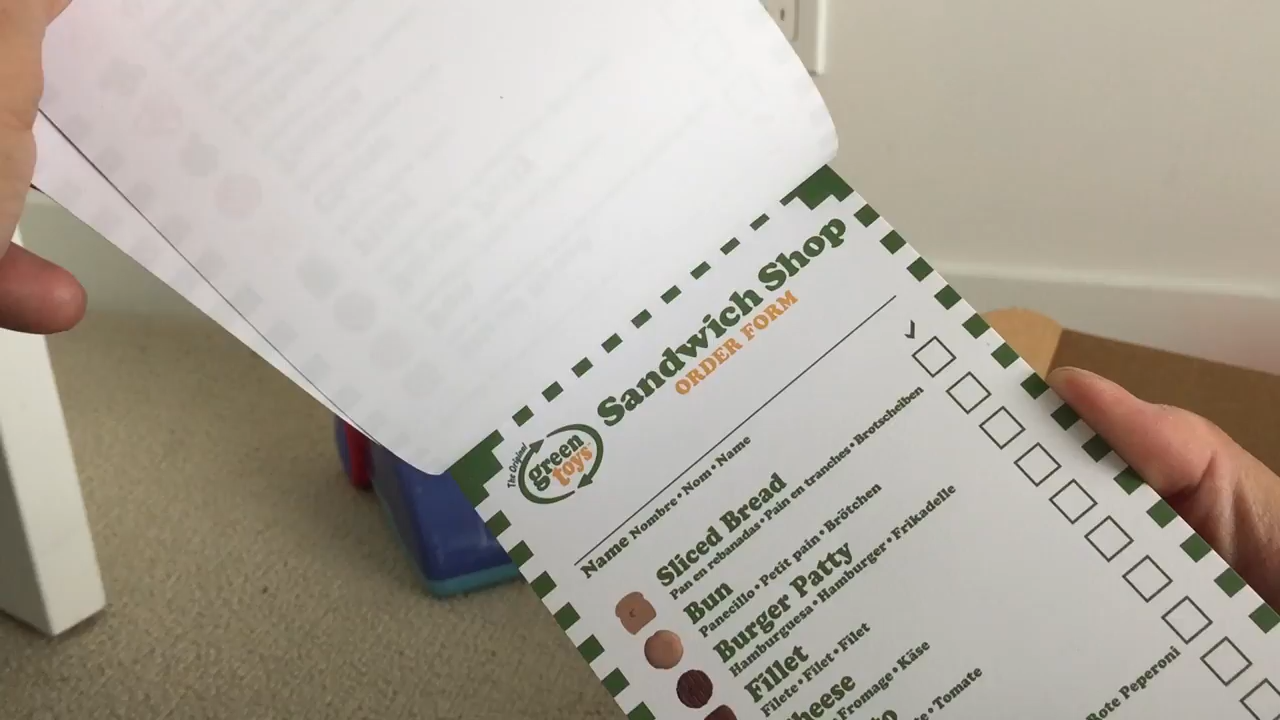 Sandwich Shop
ORDER FORM
The Original
green
toys
Name Nombre • Nom • Name
Sliced Bread
Pan en rebanadas • Pain en tranches • Brotscheiben
Bun
Panecillo • Petit pain • Brötchen
Burger Patty
Hamburguesa • Hamburger • Frikadelle
Fillet
Filete • Filet • Filet
heese
Fromage • Käse
• Tomate
Rote Peperoni